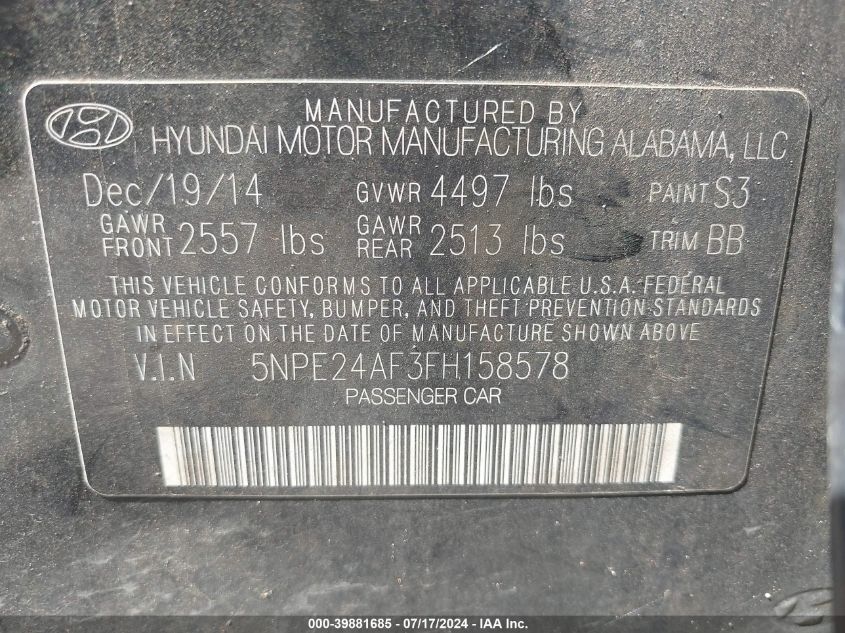 MANUFACTURED BY
HYUNDAI MOTOR MANUFACTURING ALABAMA, LLC
Dec/19/14 GVWR 4497 lbs PAINT S3
GAWR FRONT 2557 lbs GAWR REAR 2513 lbs TRIM BB
THIS VEHICLE CONFORMS TO ALL APPLICABLE U.S.A. FEDERAL
MOTOR VEHICLE SAFETY, BUMPER, AND THEFT PREVENTION STANDARDS
IN EFFECT ON THE DATE OF MANUFACTURE SHOWN ABOVE
V.I.N 5NPE24AF3FH158578
PASSENGER CAR
000-39881685 - 07/17/2024 - IAA Inc.